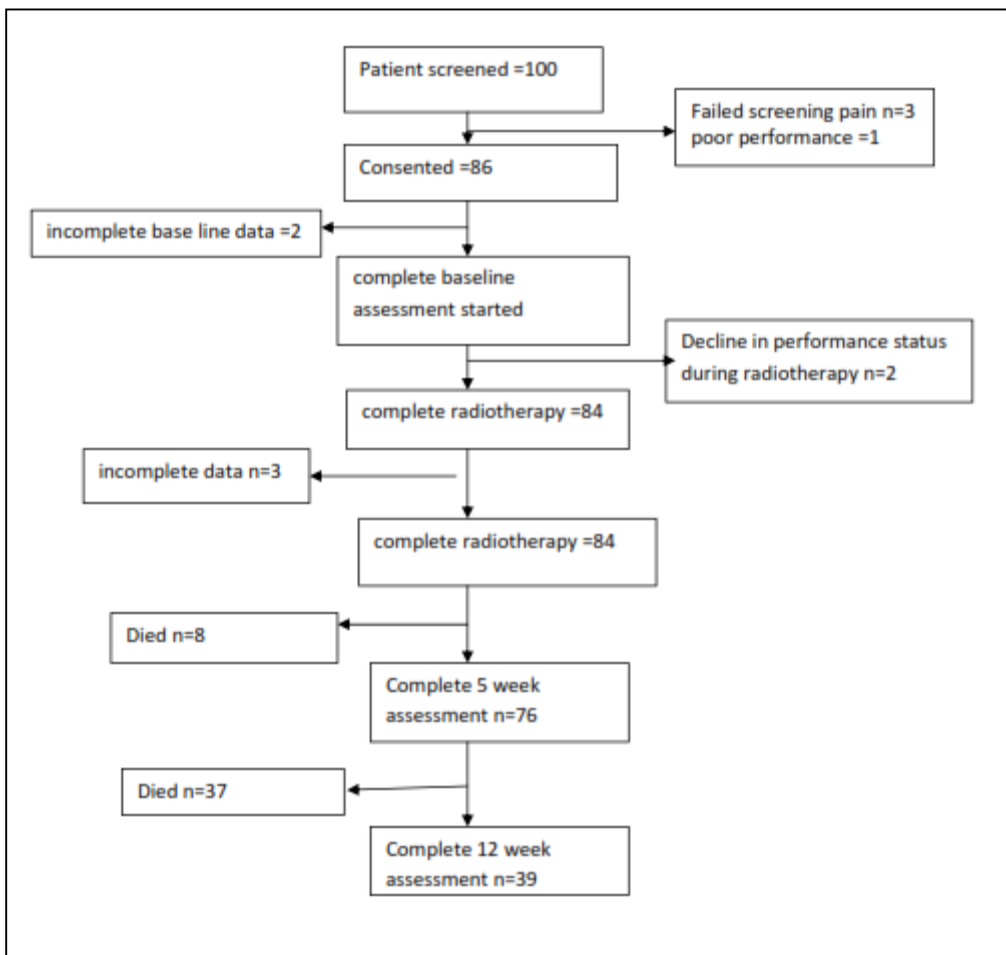 Patient screened =100
Failed screening pain n=3
poor performance =1
Consented =86
incomplete base line data =2
complete baseline
assessment started
Decline in performance status
during radiotherapy n=2
complete radiotherapy =84
incomplete data n=3
complete radiotherapy =84
Died n=8
Complete 5 week
assessment n=76
Died n=37
Complete 12 week
assessment n=39